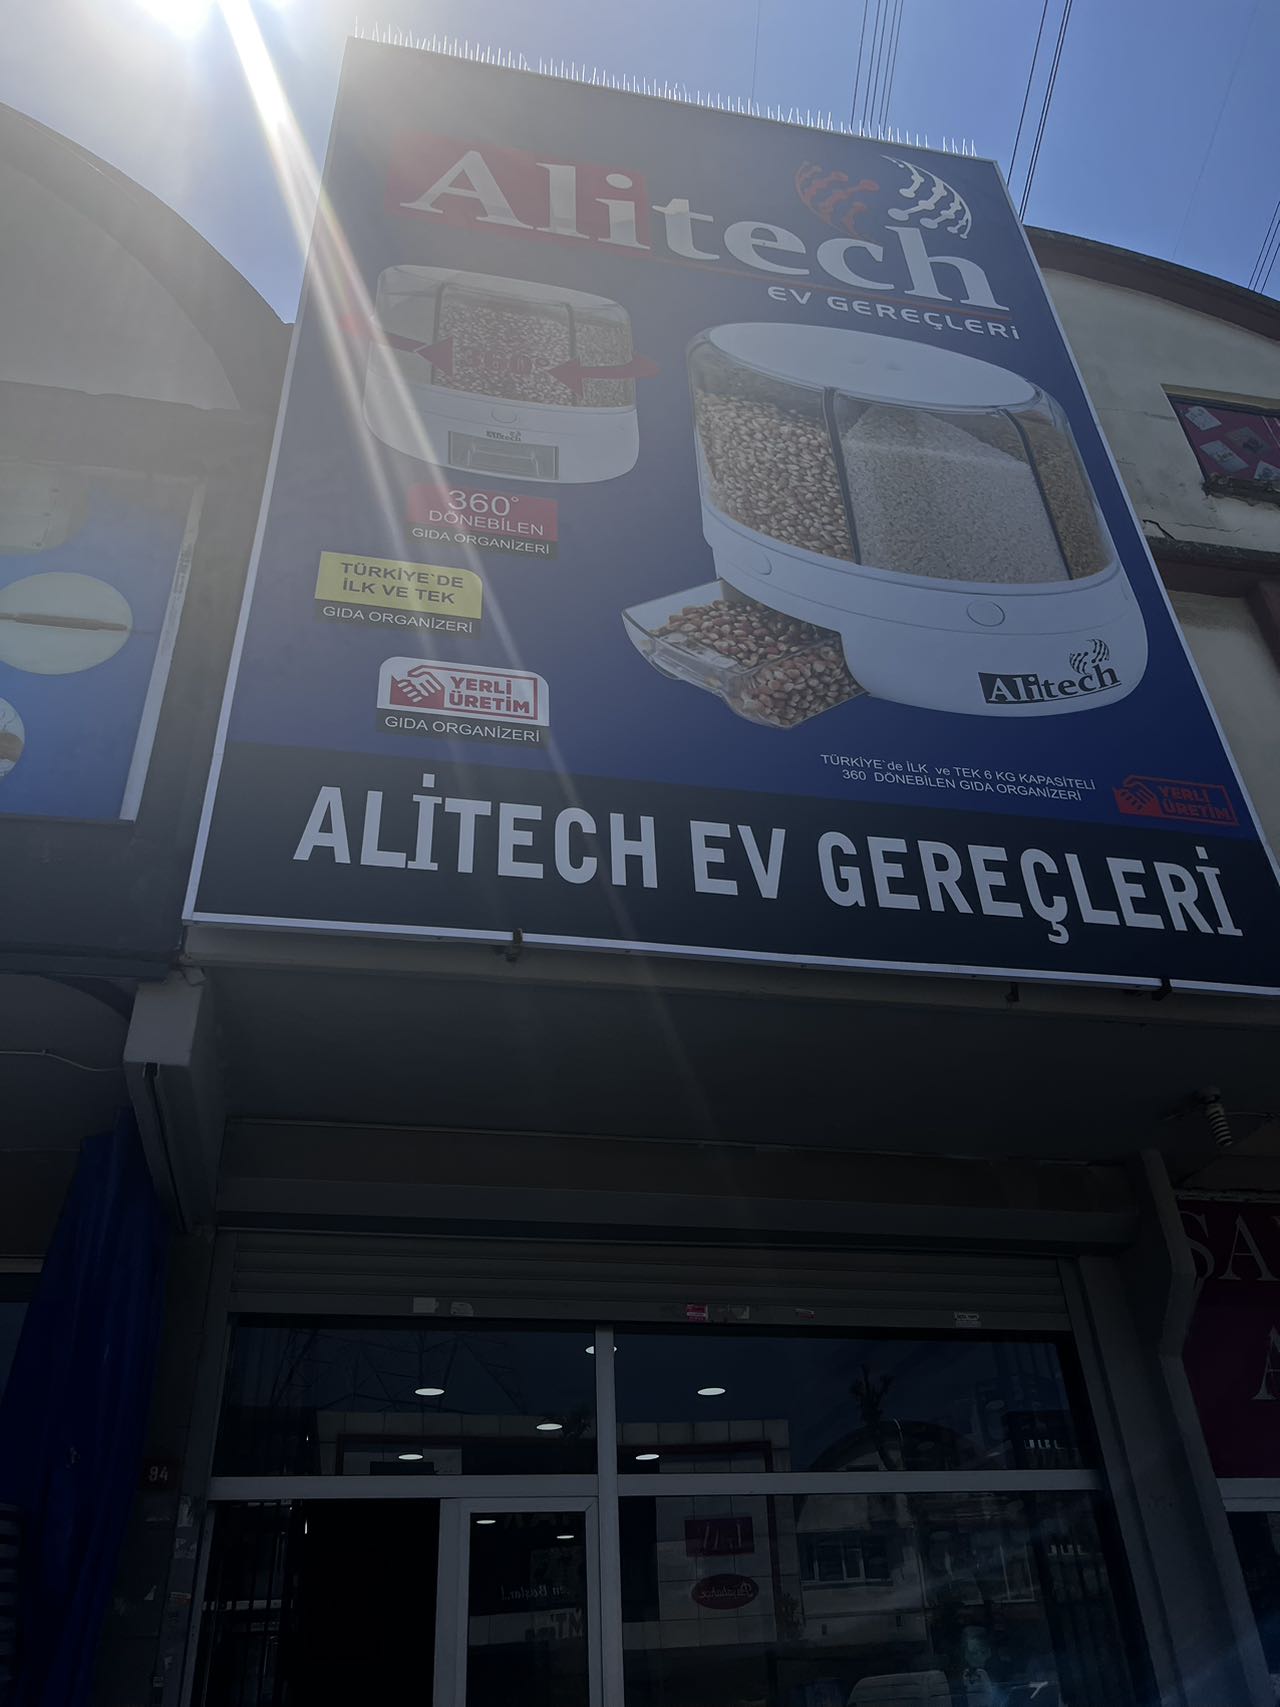 Alitech
EV GEREÇLERİ
360°
Alitech
360°
DÖNEBİLEN
GIDA ORGANİZERİ
TÜRKİYE`DE
İLK VE TEK
GIDA ORGANİZERİ
YERLİ
ÜRETİM
GIDA ORGANİZERİ
Alitech
TÜRKİYE`de İLK ve TEK 6 KG KAPASİTELİ
360 DÖNEBİLEN GIDA ORGANİZERİ
YERLİ
ÜRETİM
ALİTECH EV GEREÇLERİ
94